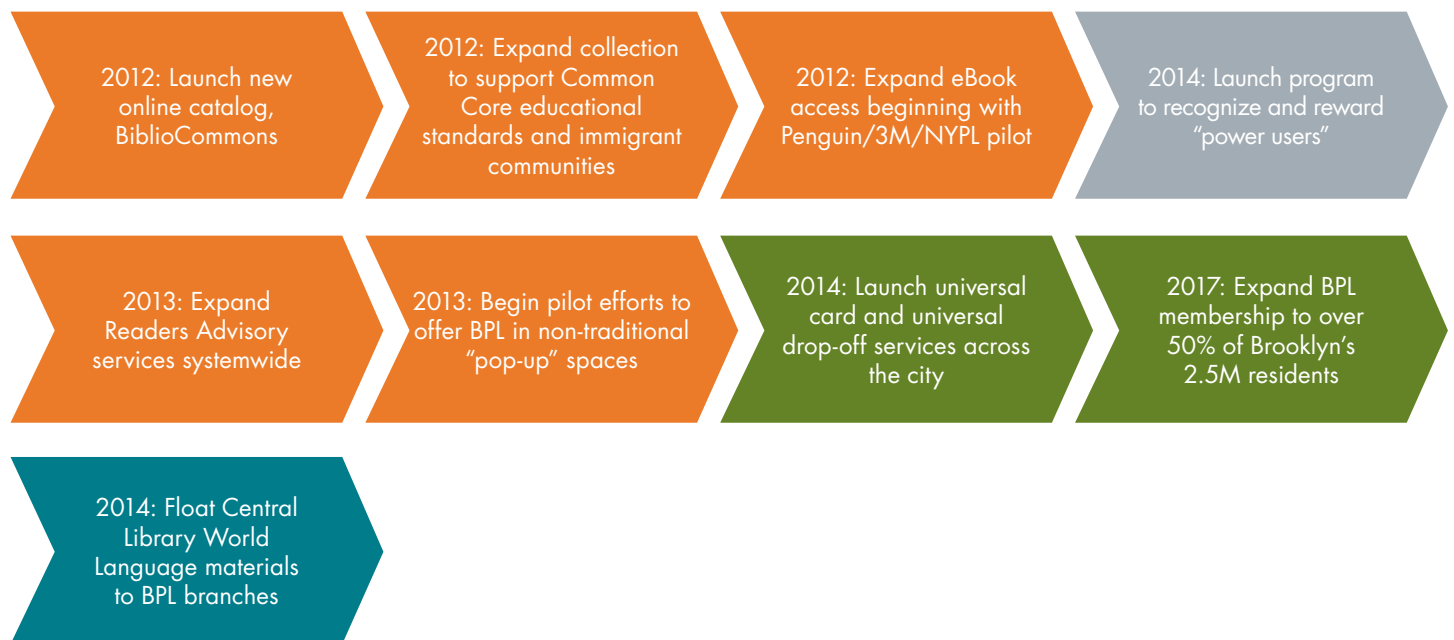 2012: Launch new
online catalog,
BiblioCommons
2012: Expand collection
to support Common
Core educational
standards and immigrant
communities
2012: Expand eBook
access beginning with
Penguin/3M/NYPL pilot
2014: Launch program
to recognize and reward
“power users”
2013: Expand
Readers Advisory
services systemwide
2013: Begin pilot efforts to
offer BPL in non-traditional
“pop-up” spaces
2014: Launch universal
card and universal
drop-off services across
the city
2017: Expand BPL
membership to over
50% of Brooklyn’s
2.5M residents
2014: Float Central
Library World
Language materials
to BPL branches